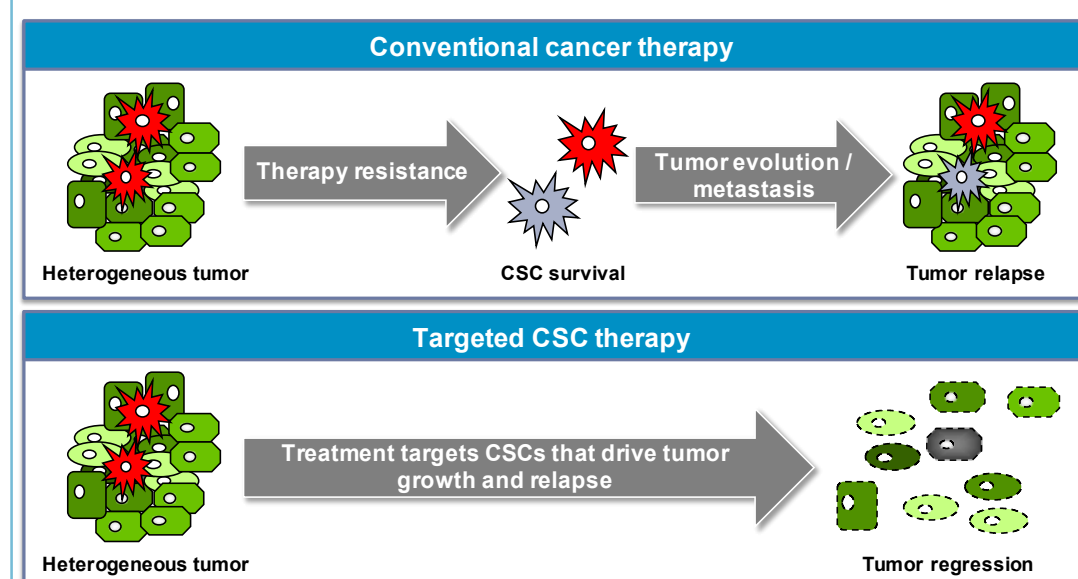 Conventional cancer therapy
Therapy resistance
Tumor evolution /
metastasis
Heterogeneous tumor
CSC survival
Tumor relapse
Targeted CSC therapy
Treatment targets CSCs that drive tumor
growth and relapse
Heterogeneous tumor
Tumor regression